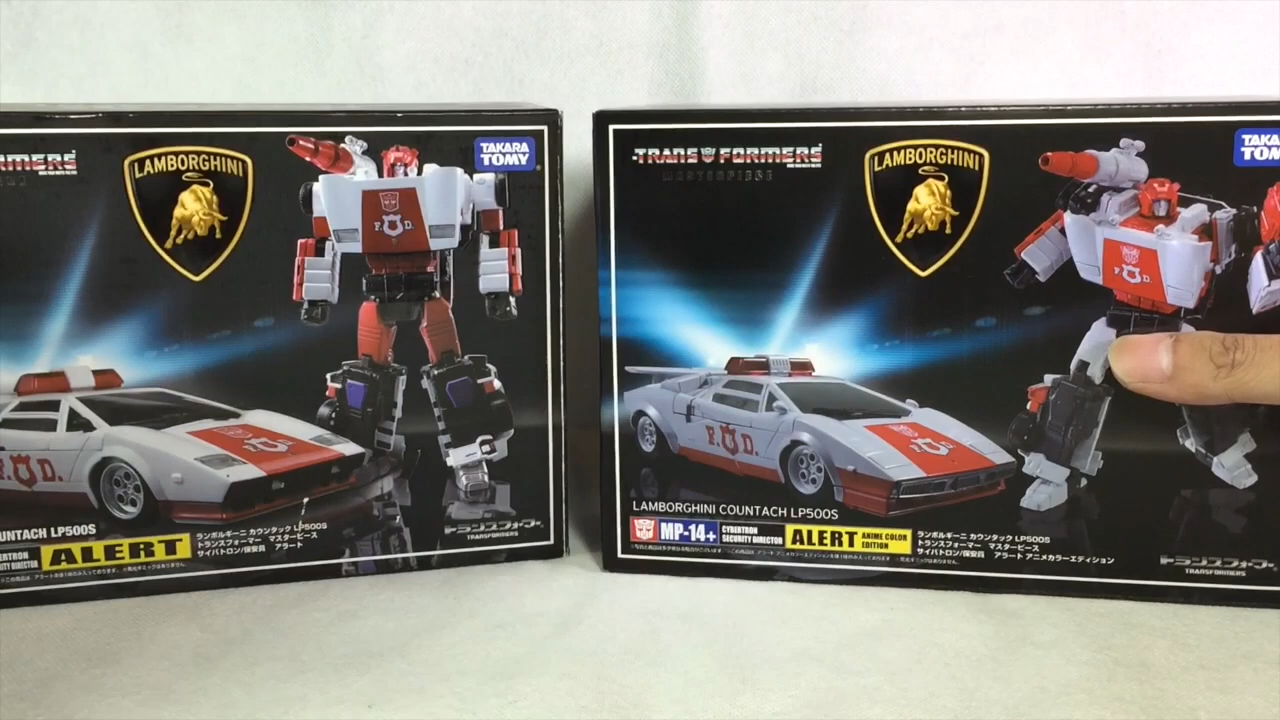 TAKARA
TOMY
LAMBORGHINI
F. D.
F. D.
LP500S
ALERT
ランボルギーニ カウンタック LP500S
トランスフォーマー マスターピース
サイバトロン/保安員 アラート
トランスフォーマー
TRANSFORMERS
TRANSFORMERS
MASTERPIECE
LAMBORGHINI
TAKARA
F. D.
F. D.
LAMBORGHINI COUNTACH LP500S
MP-14+
CYBERTRON
SECURITY DIRECTOR
ALERT
ANIME COLOR
EDITION
ランボルギーニ カウンタック LP500S
トランスフォーマー マスターピース
サイバトロン/保安員 アラート アニメカラーエディション
トランスフォーマー
TRANSFORMERS